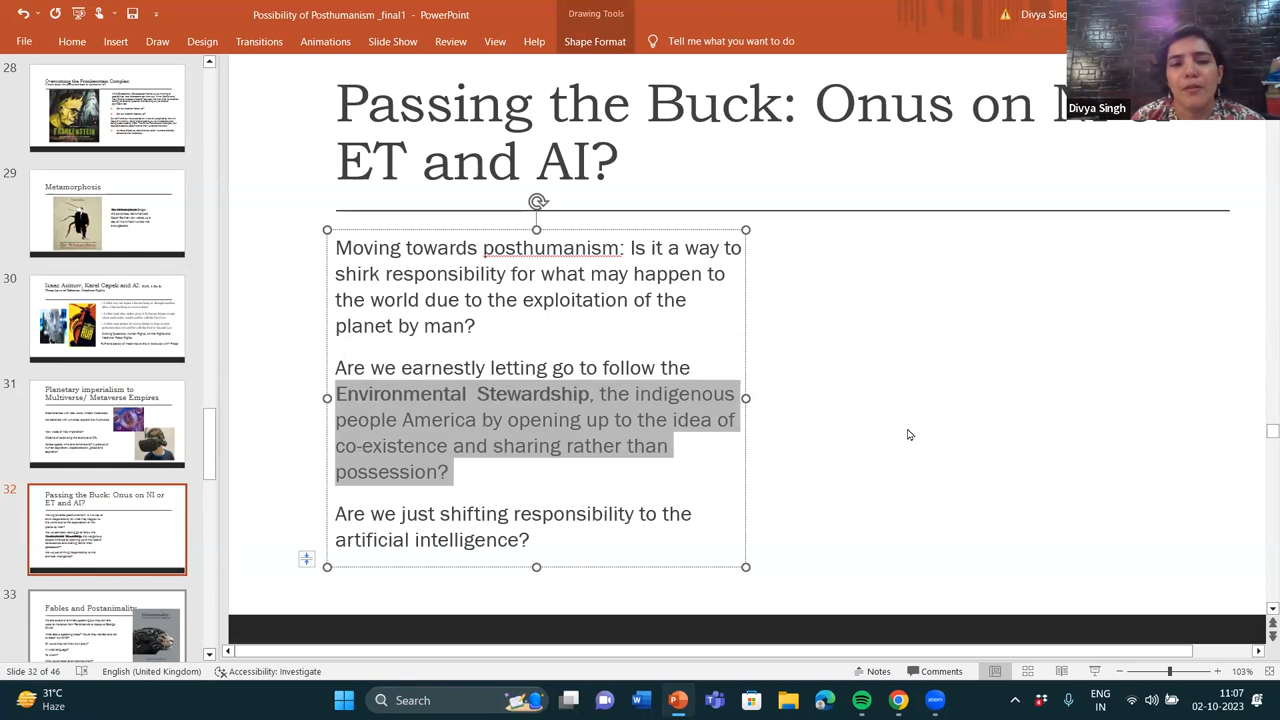 Possibility of Posthumanism _final1 - PowerPoint
Drawing Tools
Divya Sing
File Home Insert Draw Design Transitions Animations Slide Show Review View Help Shape Format Tell me what you want to do
Divya Singh
28
Overcoming the Frankenstein Complex:
FRANKENSTEIN
29
Metamorphosis
30
Isaac Asimov, Karel Capek and AI:
31
Planetary imperialism to
Multiverse/ Metaverse Empires
32
Passing the Buck: Onus on NI or
ET and AI?
33
Fables and Postanimality
Passing the Buck: Onus on
ET and AI?
Moving towards posthumanism: Is it a way to
shirk responsibility for what may happen to
the world due to the exploitation of the
planet by man?
Are we earnestly letting go to follow the
Environmental Stewardship, the indigenous
people America by opening up to the idea of
co-existence and sharing rather than
possession?
Are we just shifting responsibility to the
artificial intelligence?
Slide 32 of 46 English (United Kingdom) Accessibility: Investigate
Notes Comments 103%
31°C
Haze
Search
ENG
IN
11:07
02-10-2023